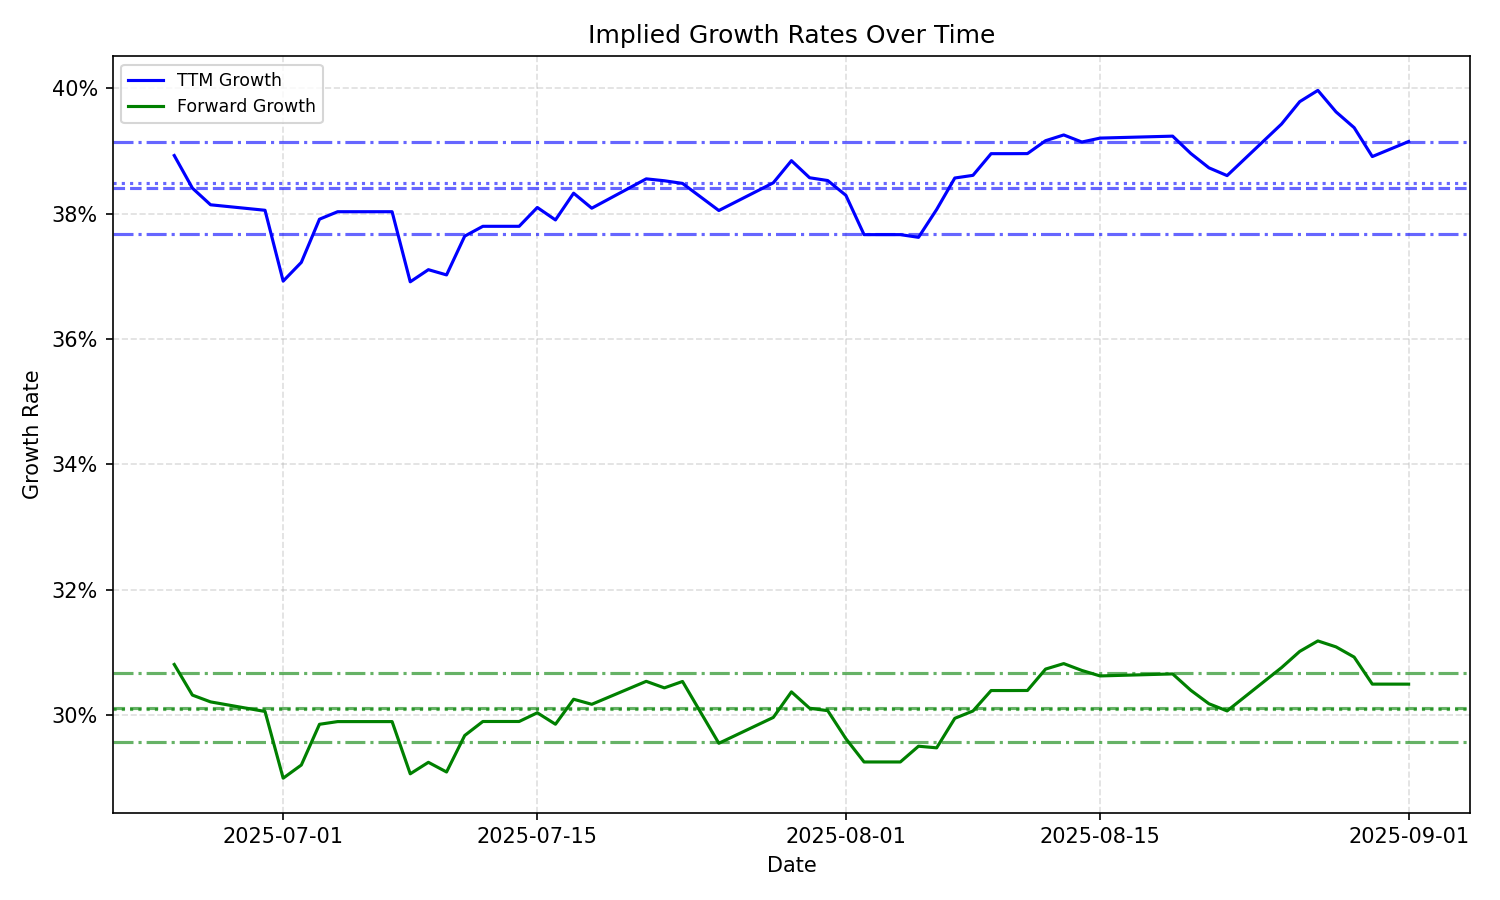 Implied Growth Rates Over Time
TTM Growth
Forward Growth
40%
38%
36%
34%
32%
30%
Growth Rate
2025-07-01
2025-07-15
2025-08-01
2025-08-15
2025-09-01
Date